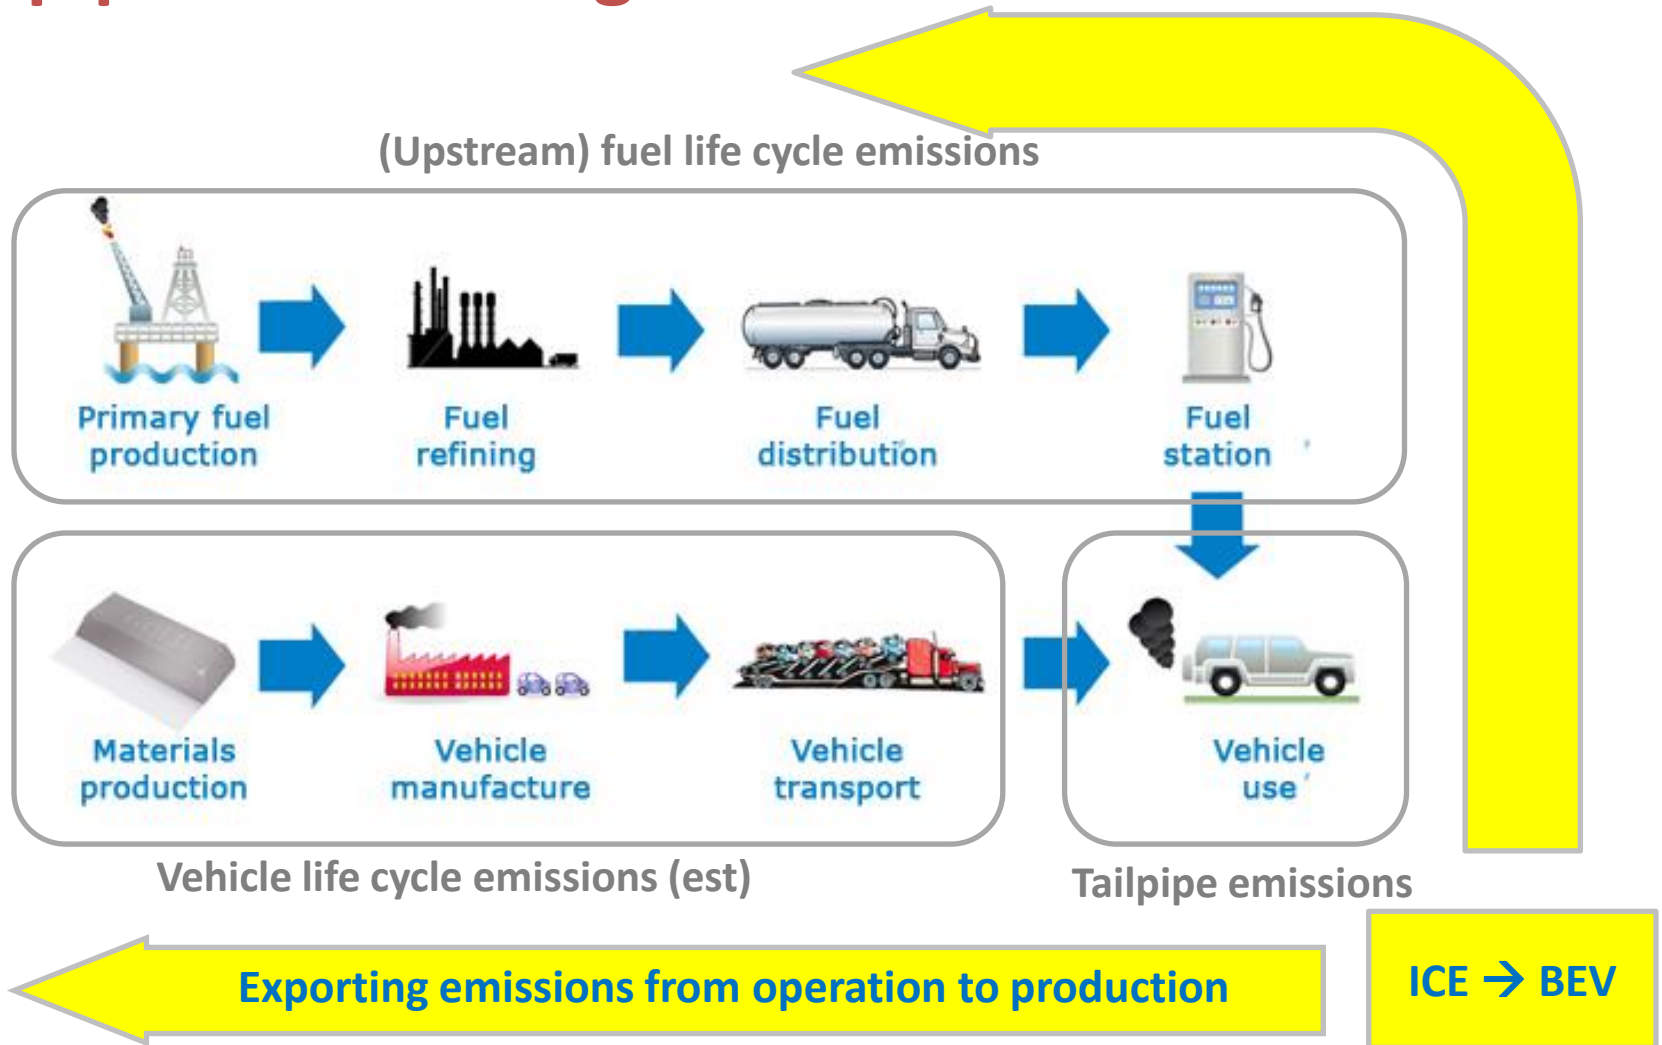 (Upstream) fuel life cycle emissions
Primary fuel
production
Fuel
refining
Fuel
distribution
Fuel
station
Materials
production
Vehicle
manufacture
Vehicle
transport
Vehicle
use
Vehicle life cycle emissions (est)
Tailpipe emissions
Exporting emissions from operation to production
ICE → BEV